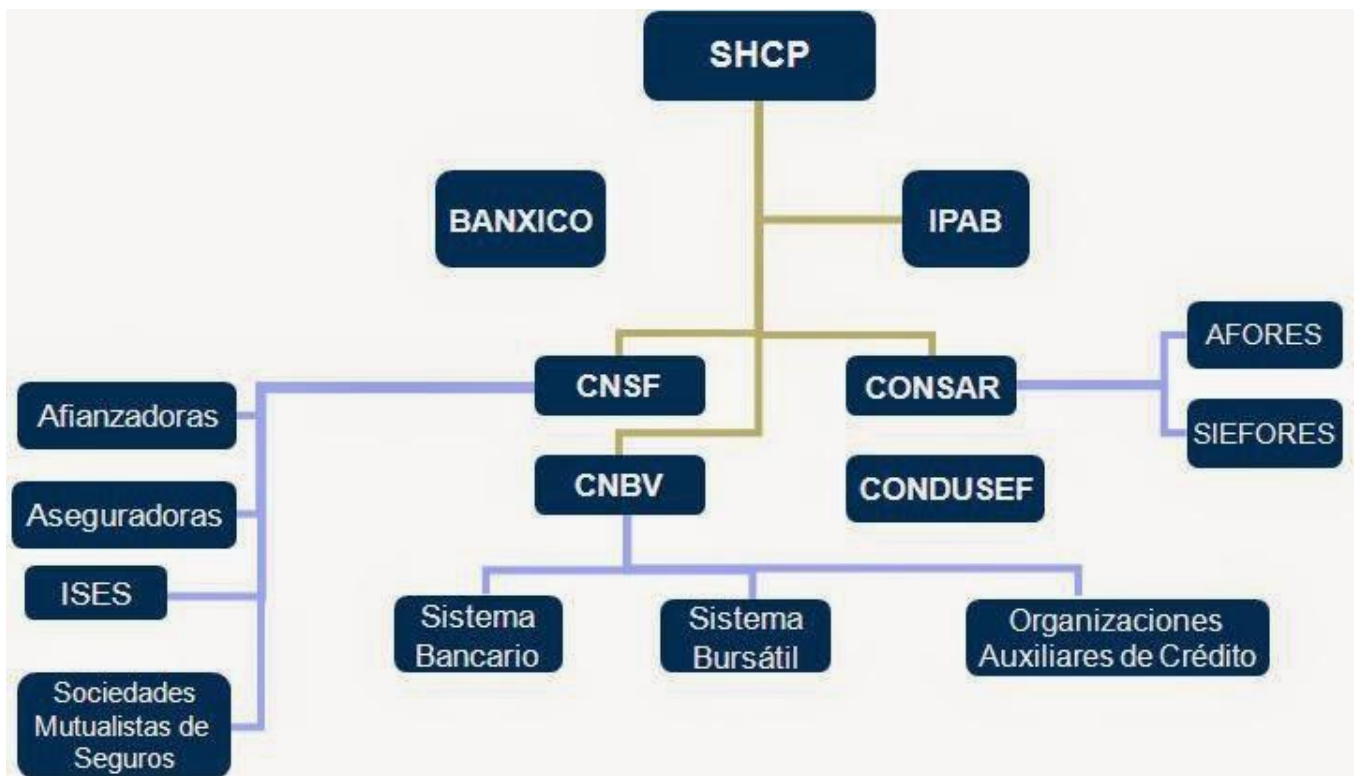 SHCP
BANXICO
IPAB
AFORES
CNSF
CONSAR
Afianzadoras
SIEFORES
CNBV
CONDUSEF
Aseguradoras
ISES
Sistema
Bancario
Sistema
Bursátil
Organizaciones
Auxiliares de Crédito
Sociedades
Mutualistas de
Seguros